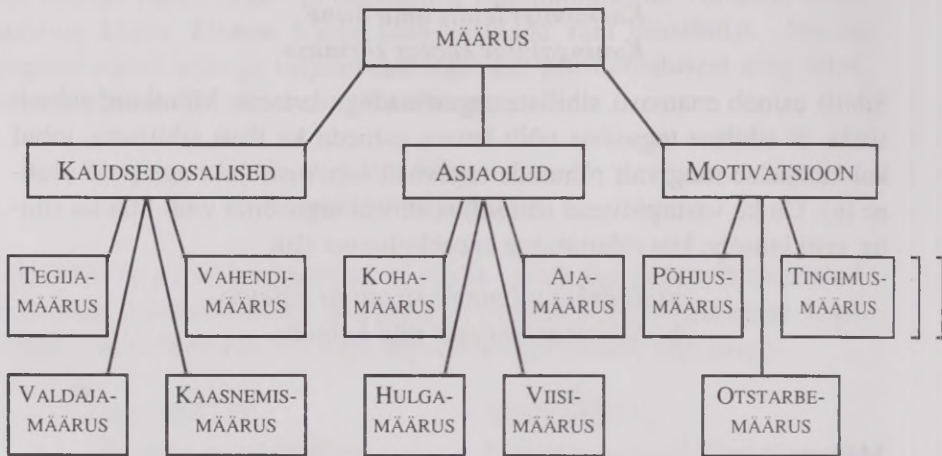 MÄÄRUS
KAUDSED OSALISED
ASJAOLUD
MOTIVATSIOON
TEGIJA-
MÄÄRUS
VAHENDI-
MÄÄRUS
KOHA-
MÄÄRUS
AJA-
MÄÄRUS
PÕHJUS-
MÄÄRUS
TINGIMUS-
MÄÄRUS
VALDAJA-
MÄÄRUS
KAASNEMIS-
MÄÄRUS
HULGA-
MÄÄRUS
VIISI-
MÄÄRUS
OTSTARBE-
MÄÄRUS